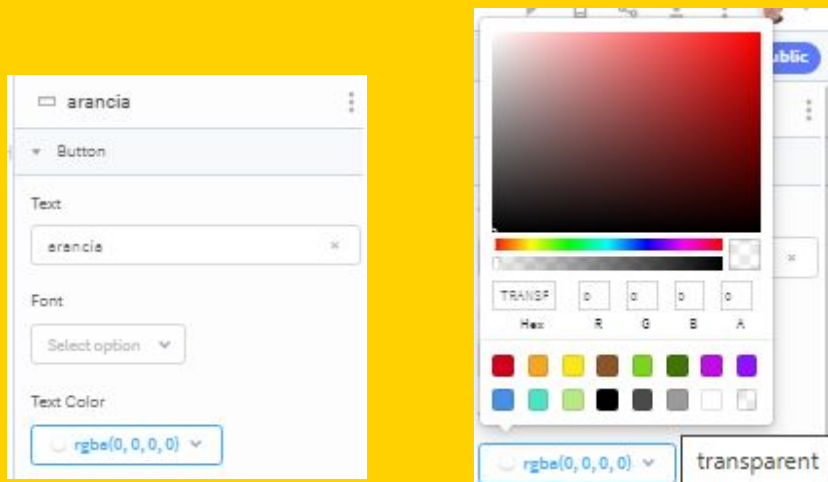 arancia
Button
Text
arancia
Font
Select option
Text Color
rgba(0, 0, 0, 0)
ublic
TRANSF 0 0 0 0
Hex R G B A
rgba(0, 0, 0, 0)
transparent